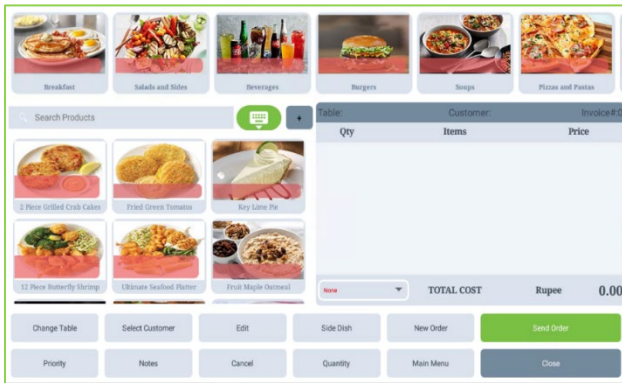 Breakfast
Salads and Sides
Beverages
Burgers
Soups
Pizzas and Pastas
Search Products
+
Table:
Customer:
Invoice#:0
Qty
Items
Price
2 Piece Grilled Crab Cakes
Fried Green Tomatos
Key Lime Pie
12 Piece Butterfly Shrimp
Ultimate Seafood Platter
Fruit Maple Oatmeal
None
TOTAL COST
Rupee
0.00
Change Table
Select Customer
Edit
Side Dish
New Order
Send Order
Priority
Notes
Cancel
Quantity
Main Menu
Close